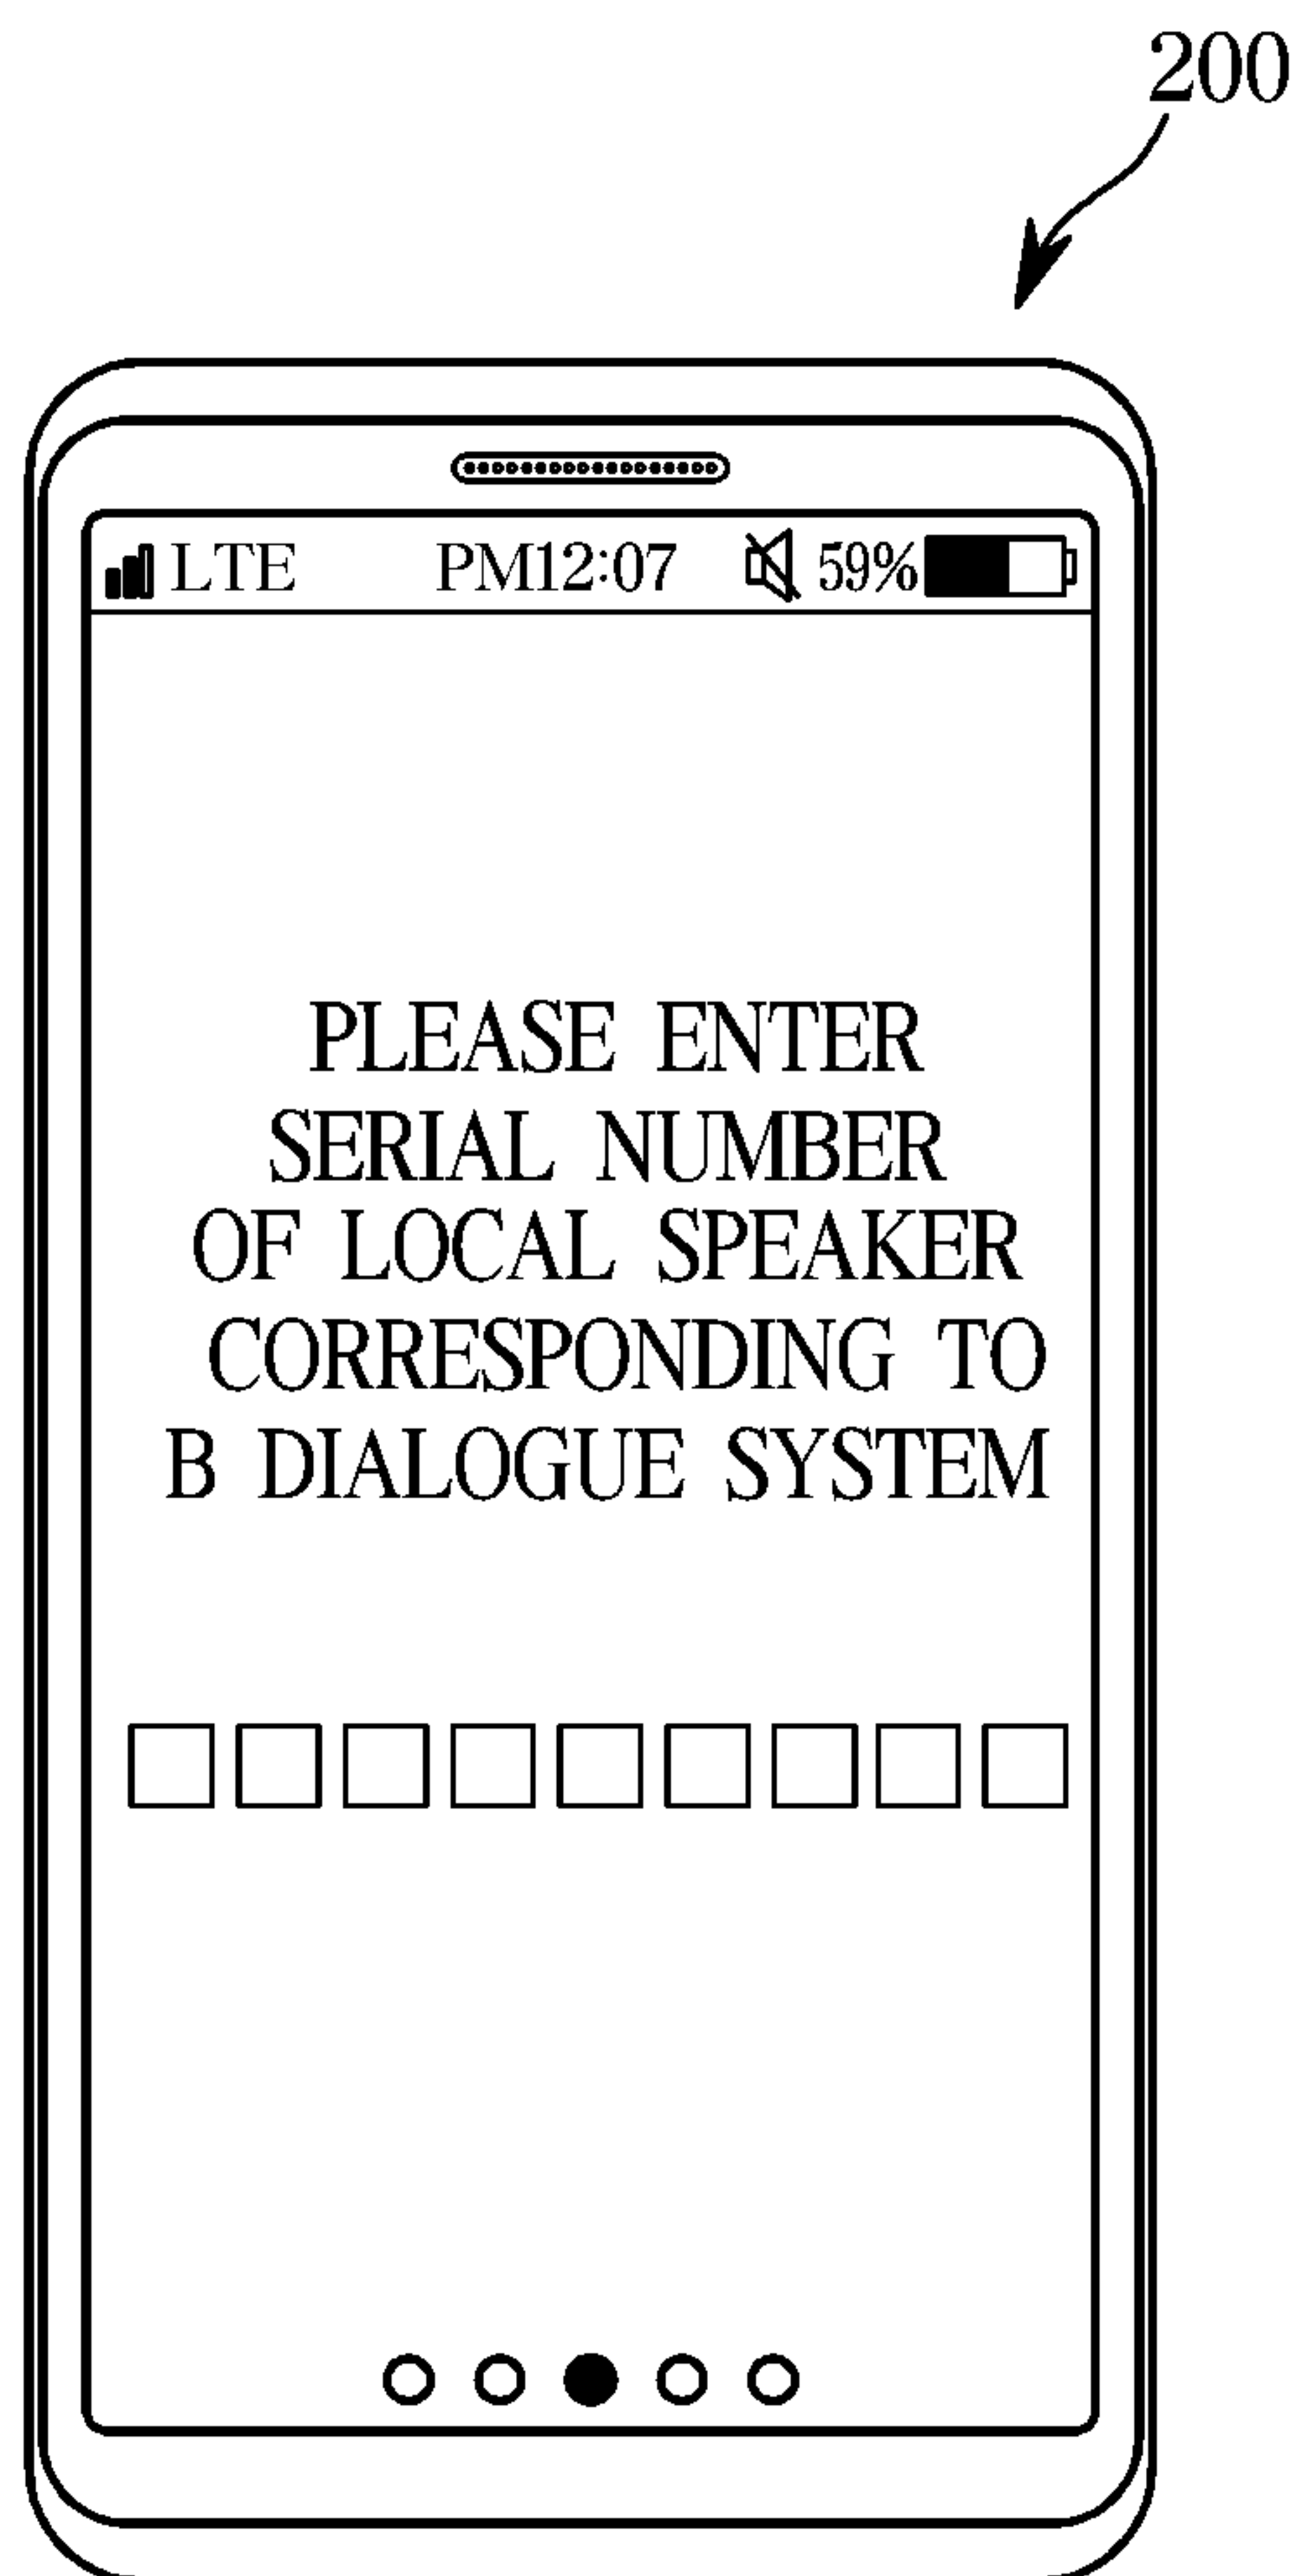 200
LTE PM12:07 59%
PLEASE ENTER
SERIAL NUMBER
OF LOCAL SPEAKER
CORRESPONDING TO
B DIALOGUE SYSTEM